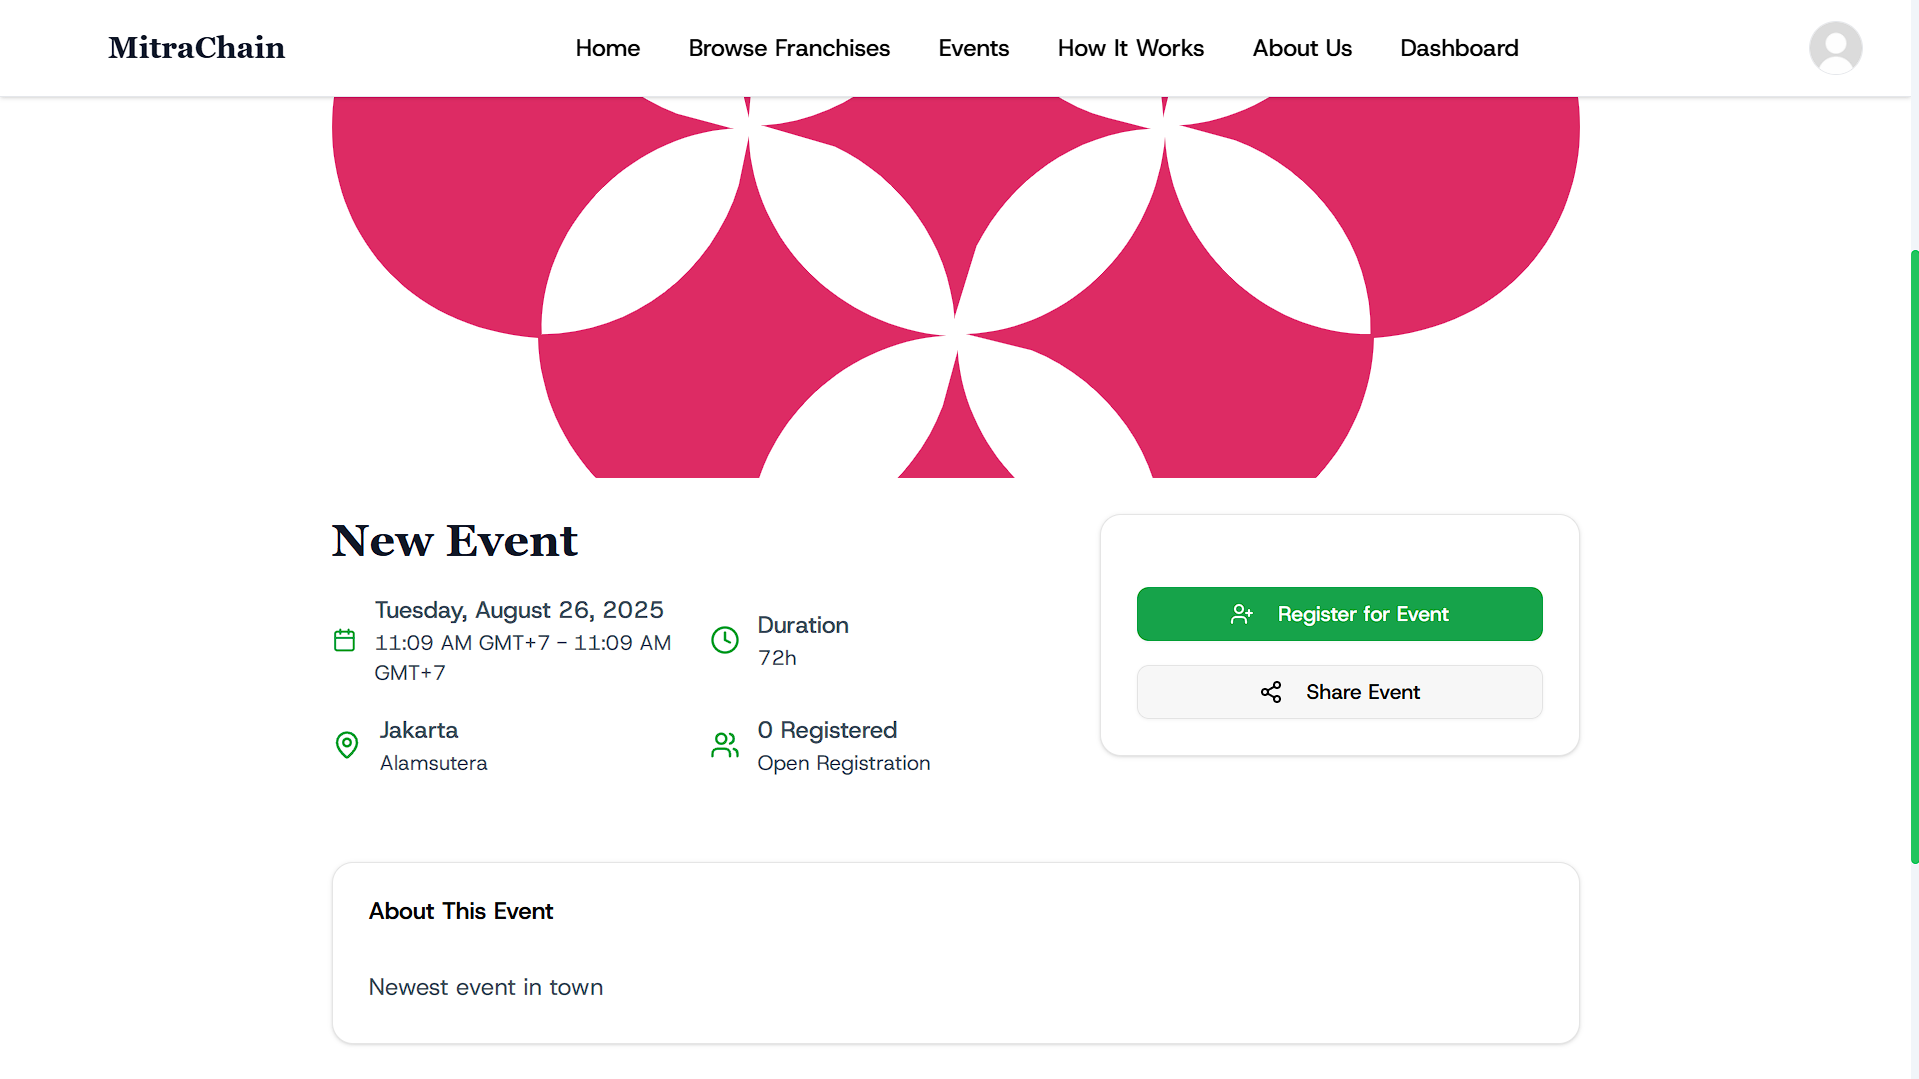 MitraChain
Home
Browse Franchises
Events
How It Works
About Us
Dashboard
New Event
Tuesday, August 26, 2025
11:09 AM GMT+7 - 11:09 AM
GMT+7
Duration
72h
Jakarta
Alamsutera
0 Registered
Open Registration
Register for Event
Share Event
About This Event
Newest event in town